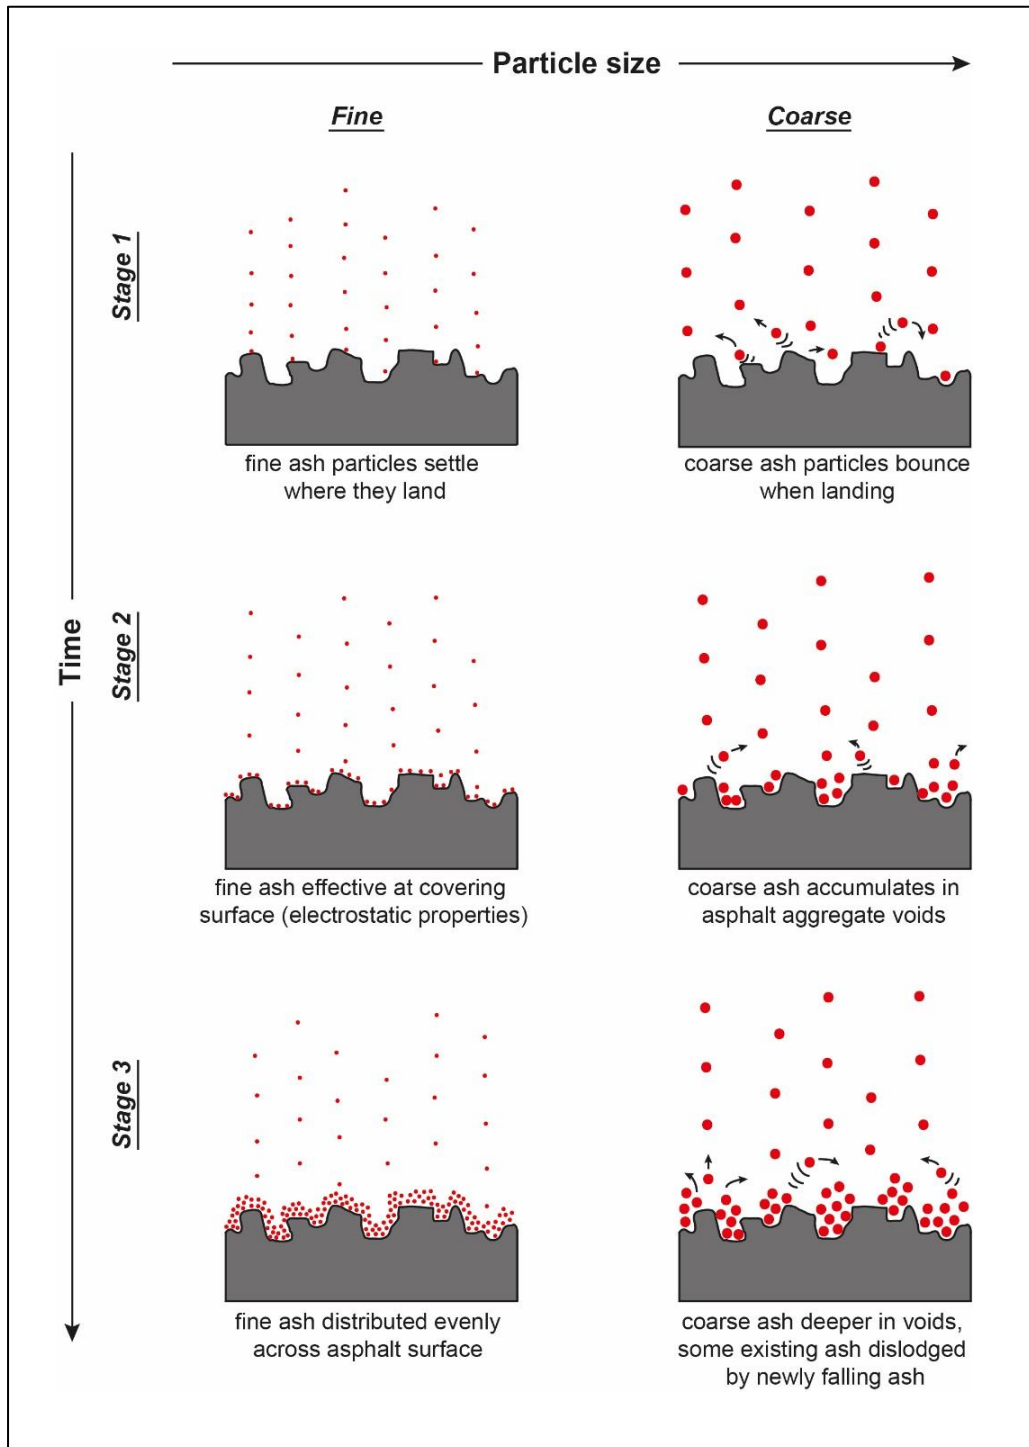 Particle size
Fine
Coarse
Time
Stage 1
fine ash particles settle
where they land
coarse ash particles bounce
when landing
Stage 2
fine ash effective at covering
surface (electrostatic properties)
coarse ash accumulates in
asphalt aggregate voids
Stage 3
fine ash distributed evenly
across asphalt surface
coarse ash deeper in voids,
some existing ash dislodged
by newly falling ash